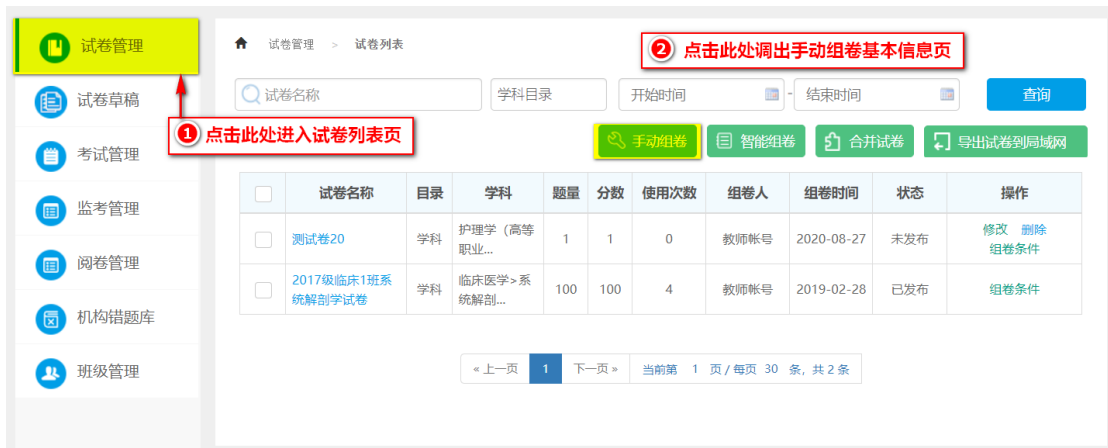 试卷管理
试卷草稿
考试管理
监考管理
阅卷管理
机构错题库
班级管理
试卷管理 > 试卷列表
2 点击此处调出手动组卷基本信息页
试卷名称 学科目录 开始时间 - 结束时间 查询
1 点击此处进入试卷列表页
手动组卷 智能组卷 合并试卷 导出试卷到局域网
试卷名称 目录 学科 题量 分数 使用次数 组卷人 组卷时间 状态 操作
测试卷20 学科 护理学（高等 1 1 0 教师帐号 2020-08-27 未发布 修改 删除
职业... 组卷条件
2017级临床1班系 学科 临床医学>系 100 100 4 教师帐号 2019-02-28 已发布 组卷条件
统解剖学试卷 统解剖...
« 上一页 1 下一页 » 当前第 1 页 / 每页 30 条, 共 2 条